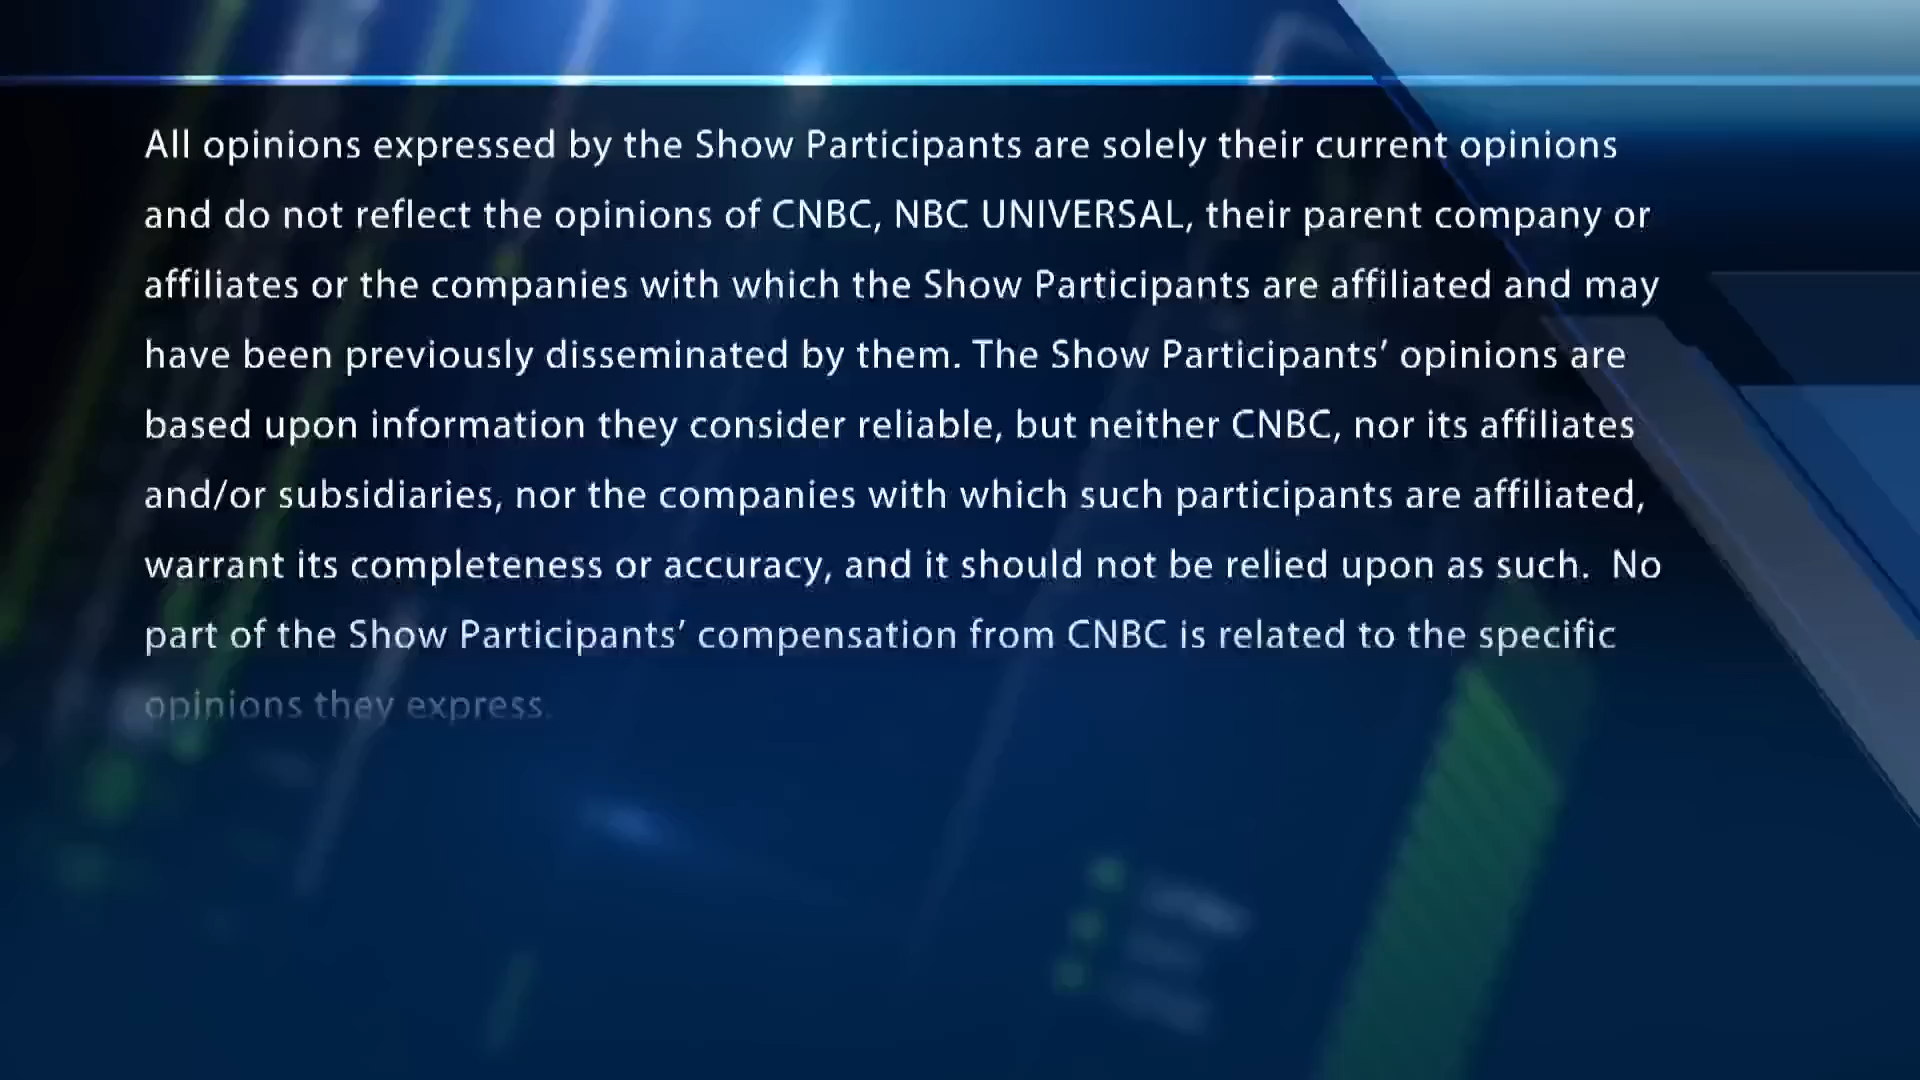 All opinions expressed by the Show Participants are solely their current opinions
and do not reflect the opinions of CNBC, NBC UNIVERSAL, their parent company or
affiliates or the companies with which the Show Participants are affiliated and may
have been previously disseminated by them. The Show Participants’ opinions are
based upon information they consider reliable, but neither CNBC, nor its affiliates
and/or subsidiaries, nor the companies with which such participants are affiliated,
warrant its completeness or accuracy, and it should not be relied upon as such.  No
part of the Show Participants’ compensation from CNBC is related to the specific
opinions they express.